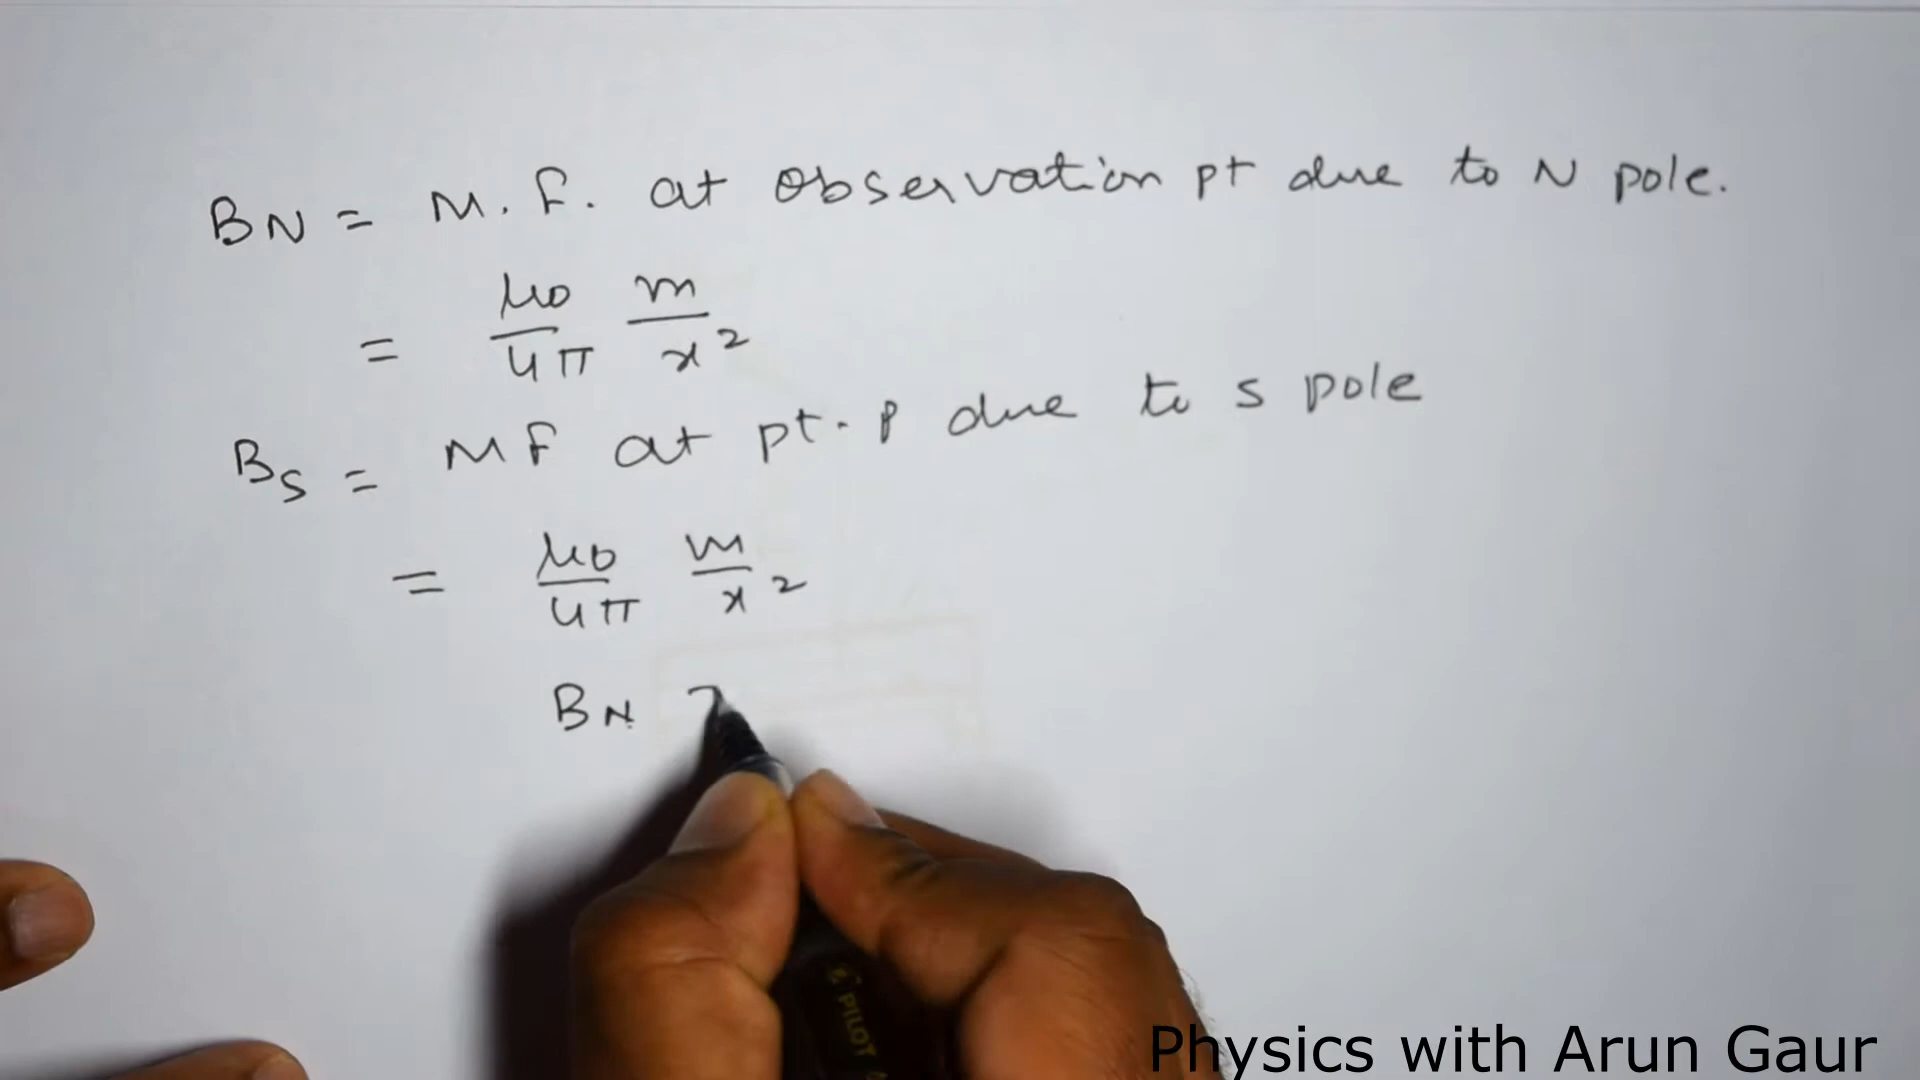 BN = M. F. at observation pt due to N pole.
= μ0/4π m/x²
BS = MF at pt. P due to S pole
= μ0/4π m/x²
BN
PILOT
Physics with Arun Gaur